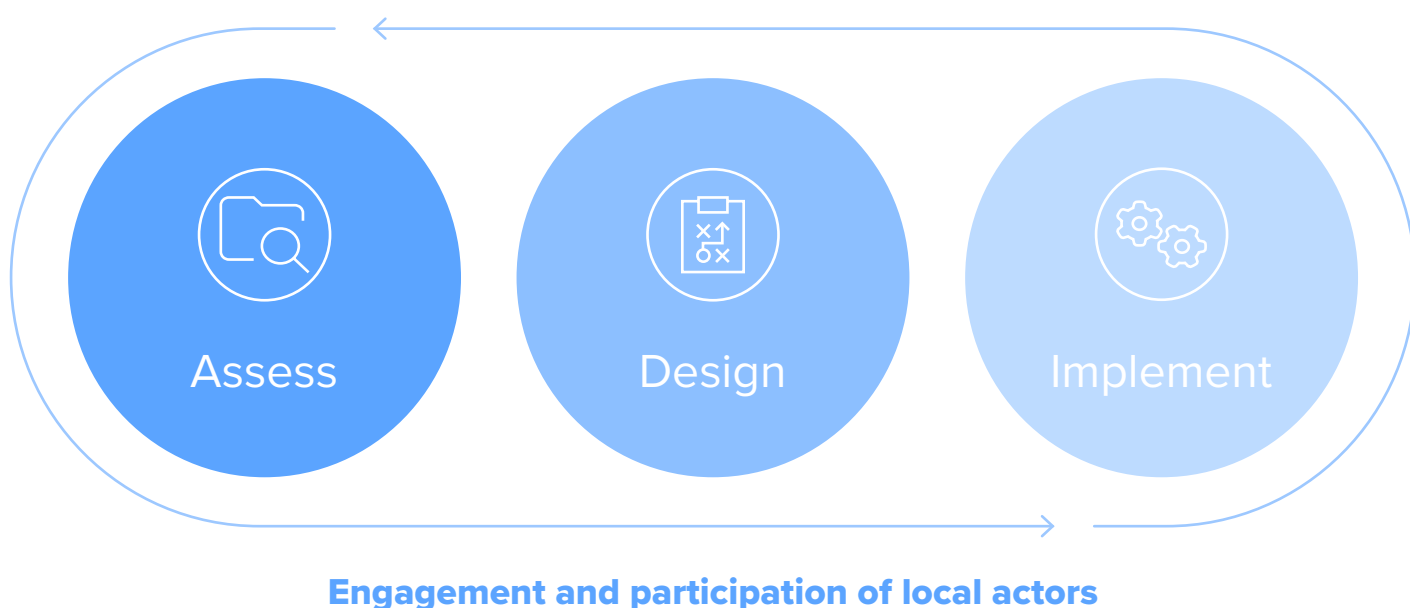 Assess
Design
Implement
Engagement and participation of local actors